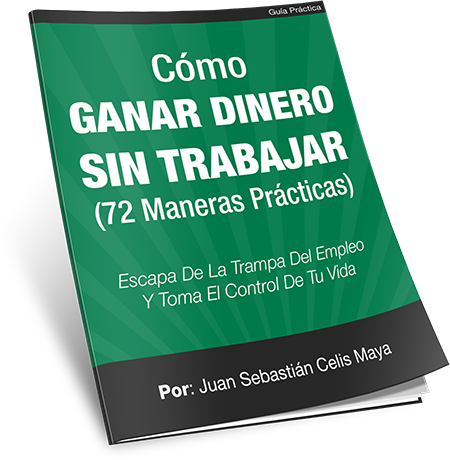 Guía Práctica
Cómo
GANAR DINERO
SIN TRABAJAR
(72 Maneras Prácticas)
Escapa De La Trampa Del Empleo
Y Toma El Control De Tu Vida
Por: Juan Sebastián Celis Maya